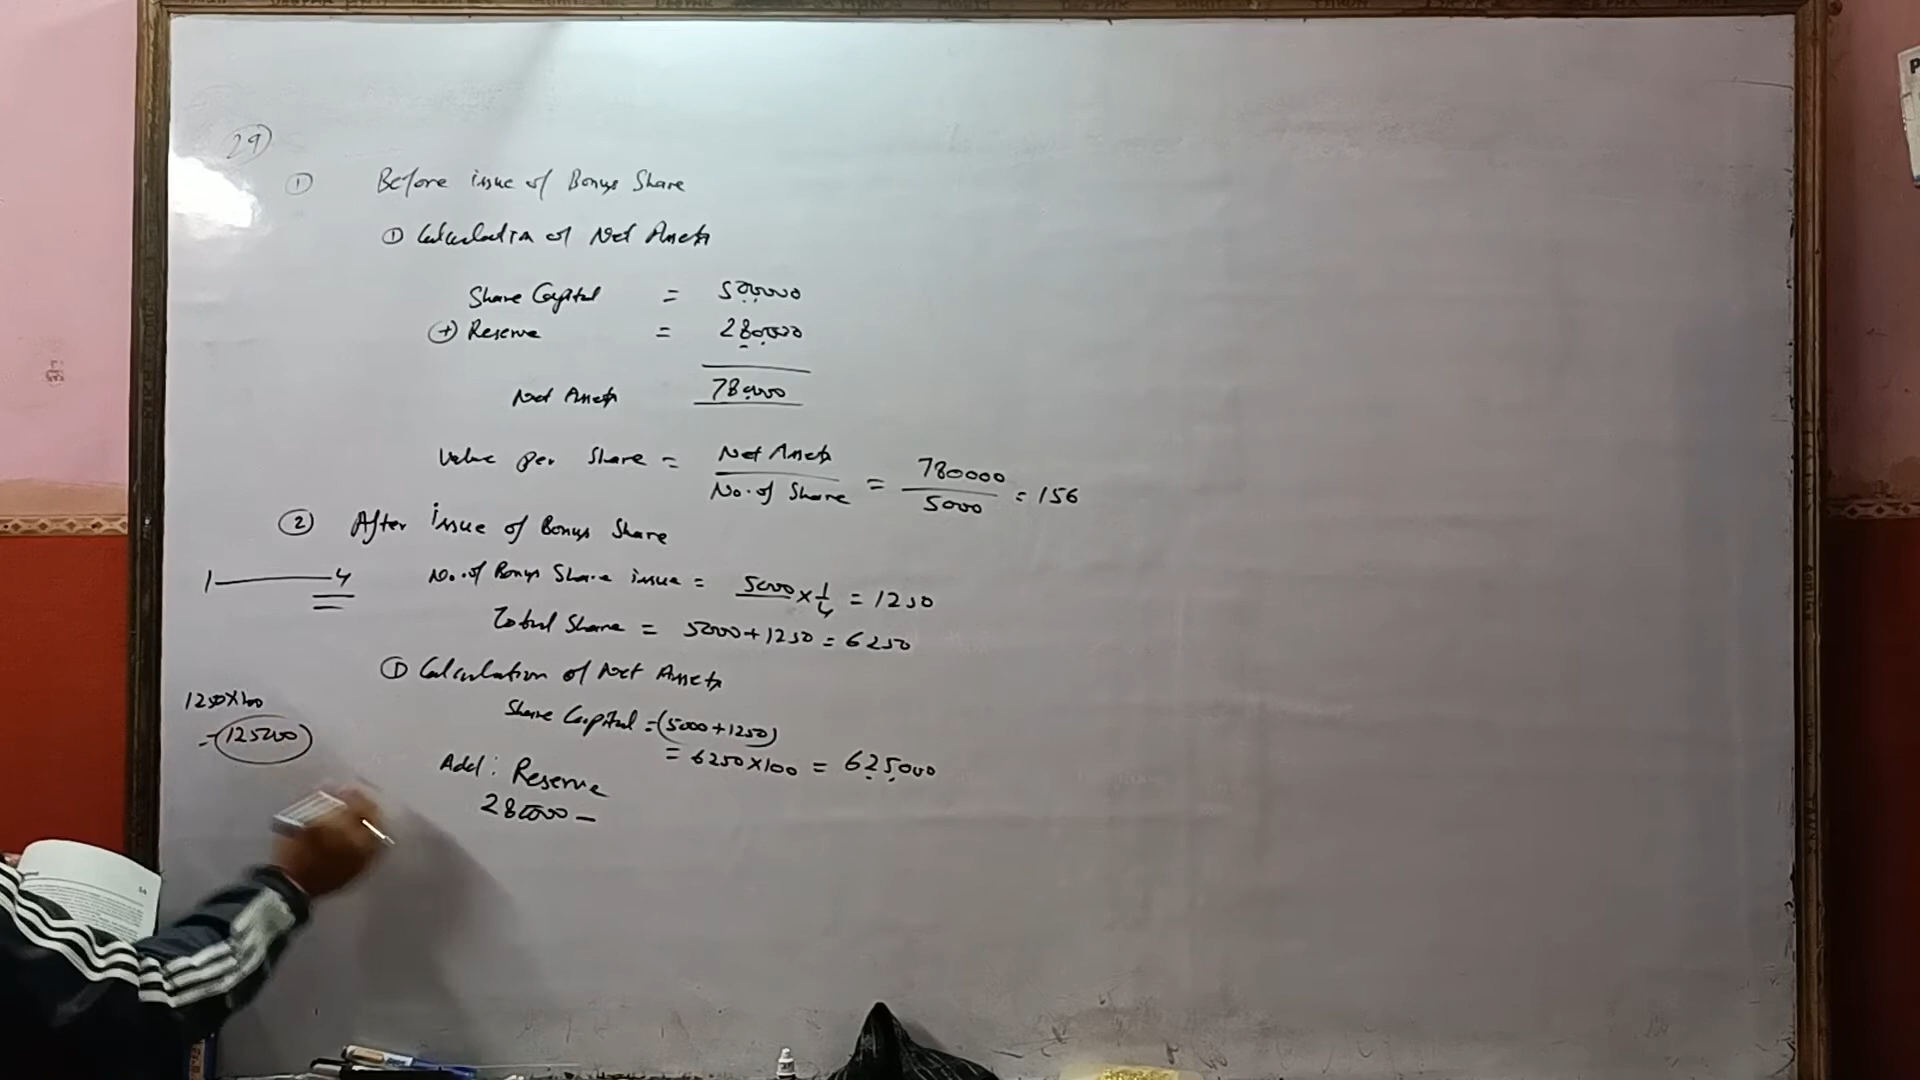 29
① Before issue of Bonus Share
① Calculation of Net Assets
Share Capital = 500000
(+) Reserve = 280000
Net Assets 780000
Value per Share = Net Assets / No. of Share = 780000 / 5000 = 156
② After Issue of Bonus Share
1 — 4
No. of Bonus Share issue = 5000 × 1/4 = 1250
Total Share = 5000 + 1250 = 6250
① Calculation of Net Assets
1250×100
= 125000
Share Capital = (5000 + 1250)
= 6250 × 100 = 625000
Add: Reserve
280000 –